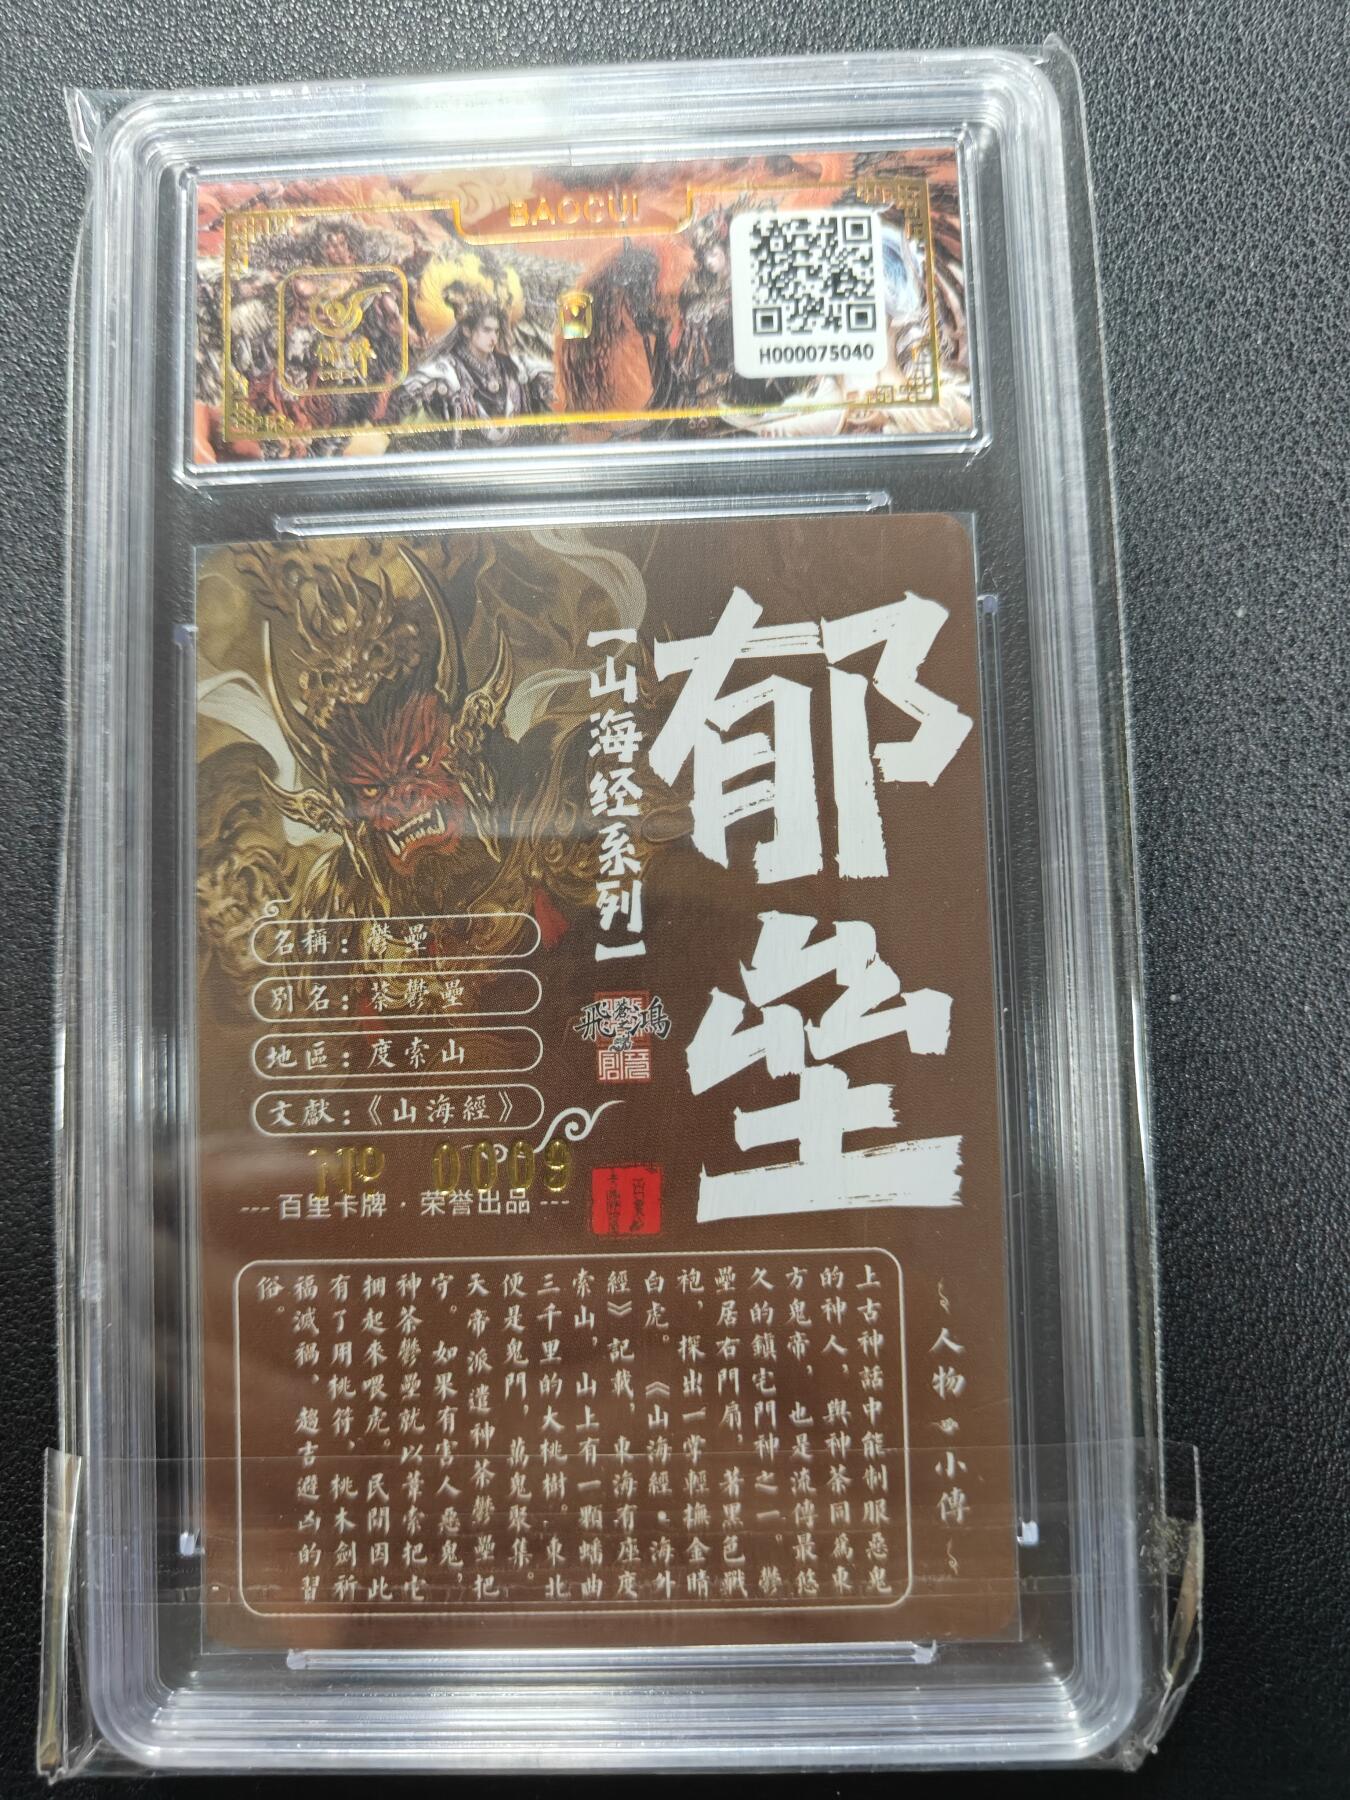 BAOCUI
保粹
CCGA
H000075040
郁垒
【山海经系列】
飛鴻
名稱：鬱壘
別名：荼鬱壘
地區：度索山
文獻：《山海經》
№ 0009
--- 百里卡牌 · 荣誉出品 ---
人物小傳
上古神話中能制服惡鬼
的神人，與神荼同爲東
方鬼帝，也是流傳最悠
久的鎮宅門神之一。鬱
壘居右門扇，著黑色戰
袍，探出一掌輕撫金睛
白虎。《山海經·海外
經》記載，東海有座度
索山，山上有一顆蟠曲
三千里的大桃樹。東北
便是鬼門，萬鬼聚集。
天帝派遣神荼鬱壘把
守。如果有害人惡鬼，
神荼鬱壘就以葦索把它
捆起來喂虎。民間因此
有了用桃符，桃木劍祈
福滅禍，趨吉避凶的習
俗。